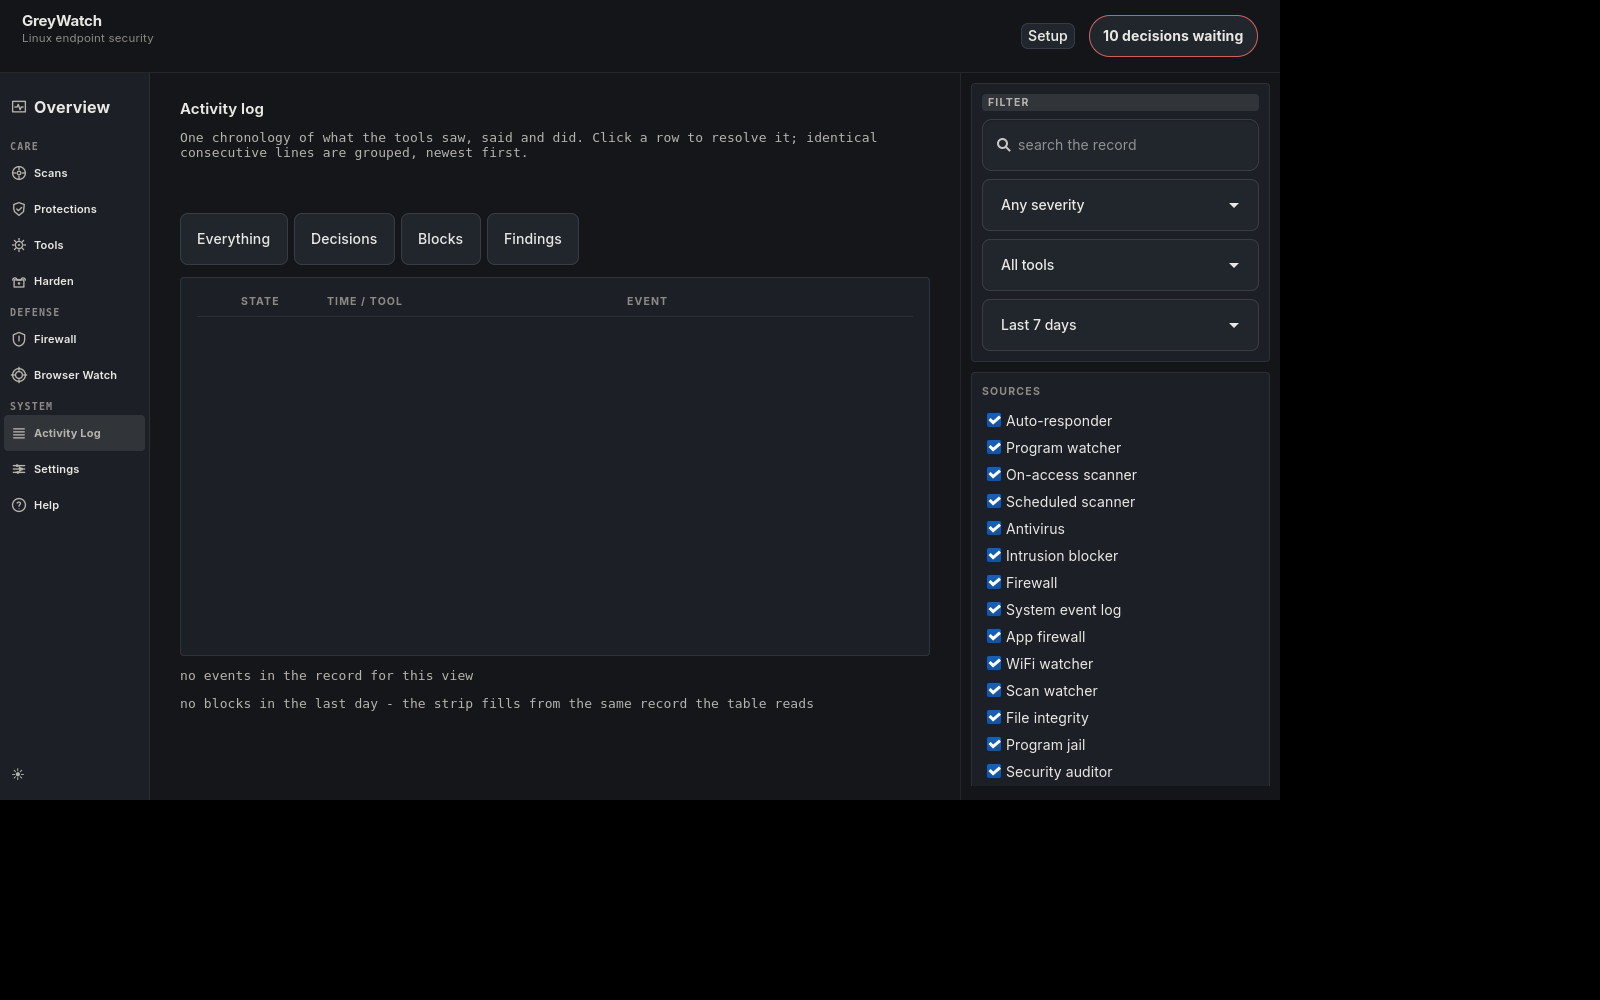 GreyWatch
Linux endpoint security
Setup
10 decisions waiting
Overview
CARE
Scans
Protections
Tools
Harden
DEFENSE
Firewall
Browser Watch
SYSTEM
Activity Log
Settings
Help
Activity log
One chronology of what the tools saw, said and did. Click a row to resolve it; identical
consecutive lines are grouped, newest first.
Everything
Decisions
Blocks
Findings
STATE
TIME / TOOL
EVENT
no events in the record for this view
no blocks in the last day - the strip fills from the same record the table reads
FILTER
search the record
Any severity
All tools
Last 7 days
SOURCES
Auto-responder
Program watcher
On-access scanner
Scheduled scanner
Antivirus
Intrusion blocker
Firewall
System event log
App firewall
WiFi watcher
Scan watcher
File integrity
Program jail
Security auditor